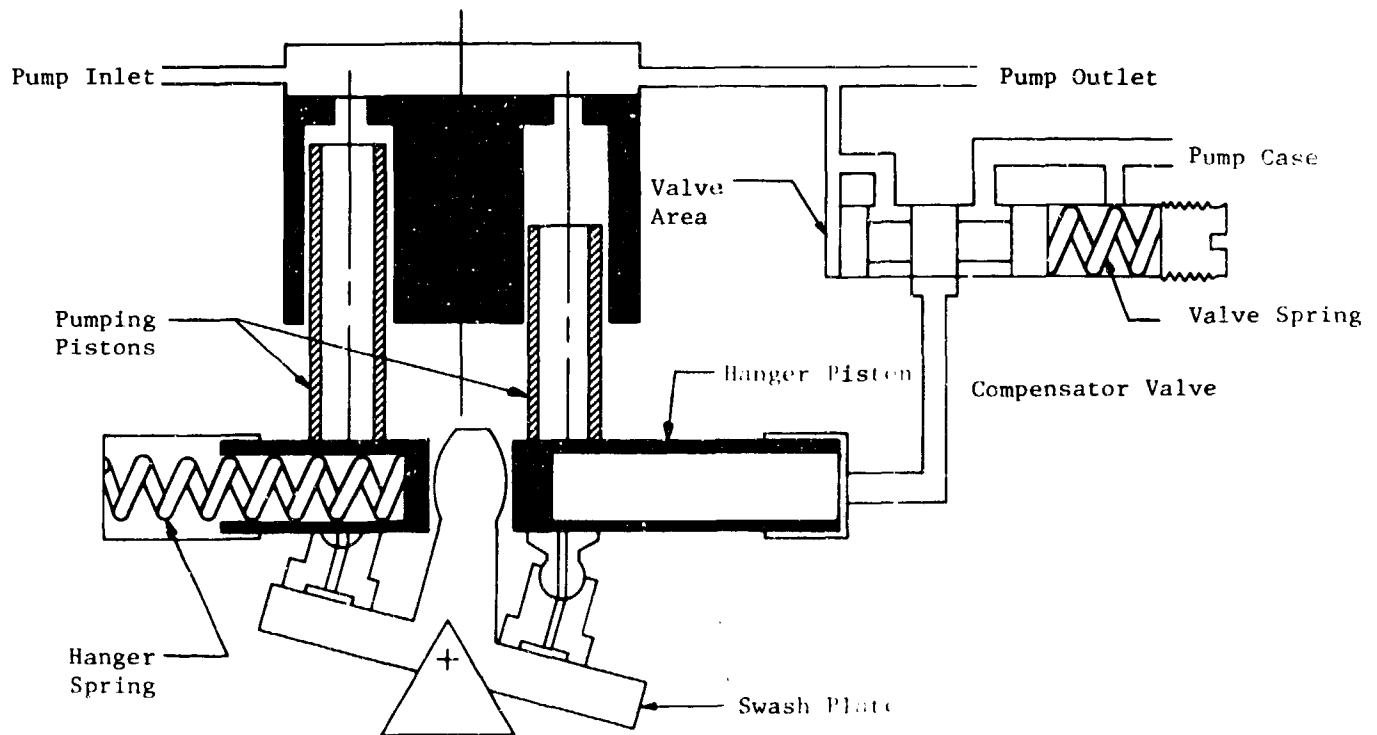 Pump Inlet
Pump Outlet
Pump Case
Valve
Area
Valve Spring
Pumping
Pistons
Hanger Piston
Compensator Valve
Hanger
Spring
Swash Plate